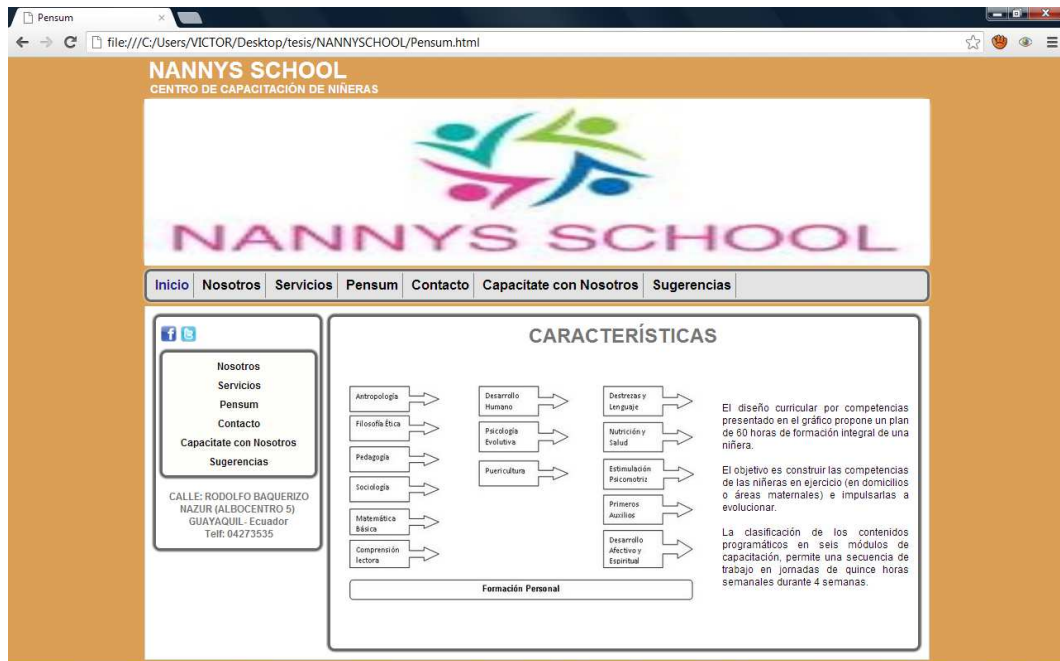 Pensum
file:///C:/Users/VICTOR/Desktop/tesis/NANNYSCHOOL/Pensum.html
NANNYS SCHOOL
CENTRO DE CAPACITACIÓN DE NIÑERAS
NANNYS SCHOOL
Inicio Nosotros Servicios Pensum Contacto Capacitate con Nosotros Sugerencias
Nosotros
Servicios
Pensum
Contacto
Capacitate con Nosotros
Sugerencias
CALLE: RODOLFO BAQUERIZO
NAZUR (ALBOCENTRO 5)
GUAYAQUIL- Ecuador
Telf: 04273535
CARACTERÍSTICAS
Antropología
Filosofía Ética
Pedagogía
Sociología
Matemática
Básica
Comprensión
lectora
Desarrollo
Humano
Psicología
Evolutiva
Puericultura
Destrezas y
Lenguaje
Nutrición y
Salud
Estimulación
Psicomotriz
Primeros
Auxilios
Desarrollo
Afectivo y
Espiritual
Formación Personal
El diseño curricular por competencias
presentado en el gráfico propone un plan
de 60 horas de formación integral de una
niñera.
El objetivo es construir las competencias
de las niñeras en ejercicio (en domicilios
o áreas maternales) e impulsarlas a
evolucionar.
La clasificación de los contenidos
programáticos en seis módulos de
capacitación, permite una secuencia de
trabajo en jornadas de quince horas
semanales durante 4 semanas.